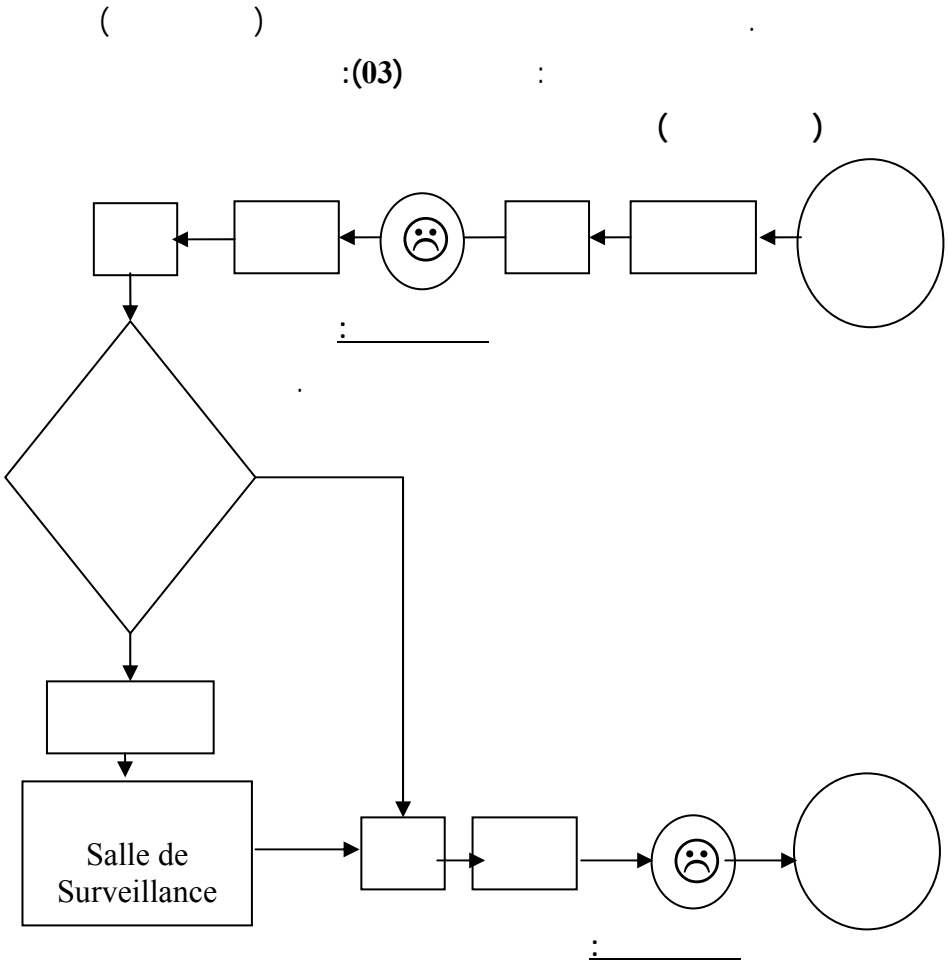 ( ) .
:(03) :
( )
:
.
Salle de
Surveillance
: